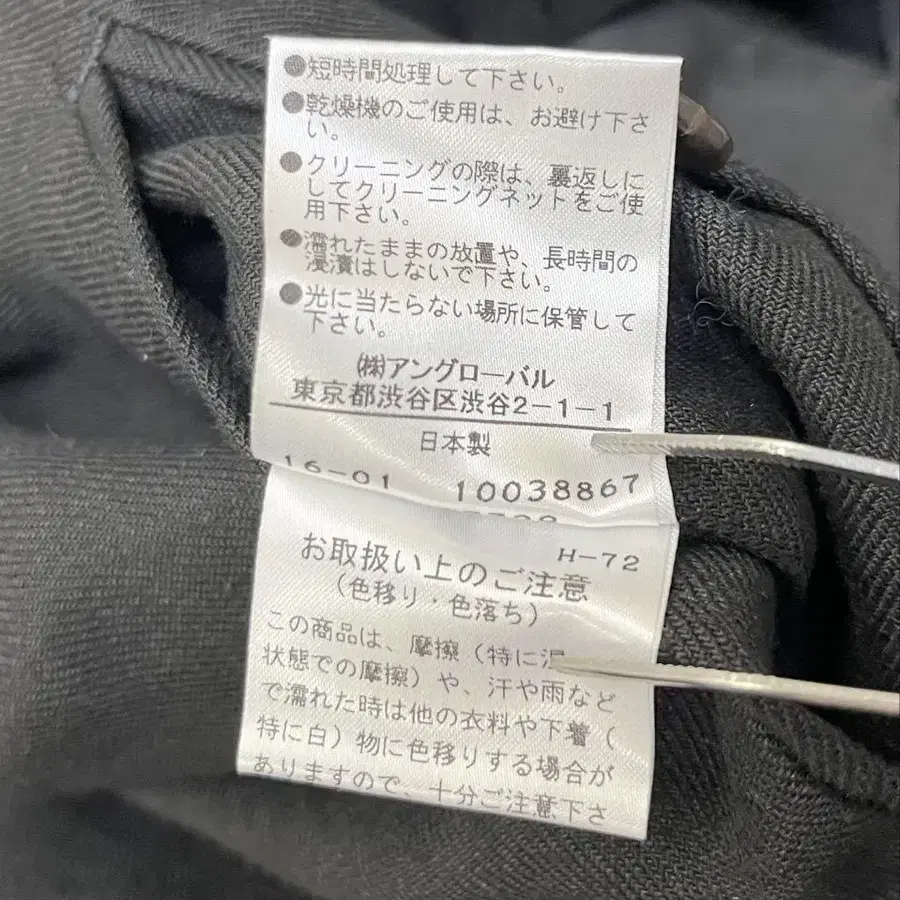 ●短時間処理して下さい。
●乾燥機のご使用は、お避け下さ
い。
●クリーニングの際は、裏返しに
してクリーニングネットをご使
用下さい。
●濡れたままの放置や、長時間の
浸漬はしないで下さい。
●光に当たらない場所に保管して
下さい。
㈱アングローバル
東京都渋谷区渋谷2-1-1
日本製
16-01 10038867
H-72
お取扱い上のご注意
(色移り・色落ち)
この商品は、摩擦(特に
状態での摩擦)や、汗や雨など
で濡れた時は他の衣料や下着(
特に白)物に色移りする場合が
ありますので、十分ご注意下さ